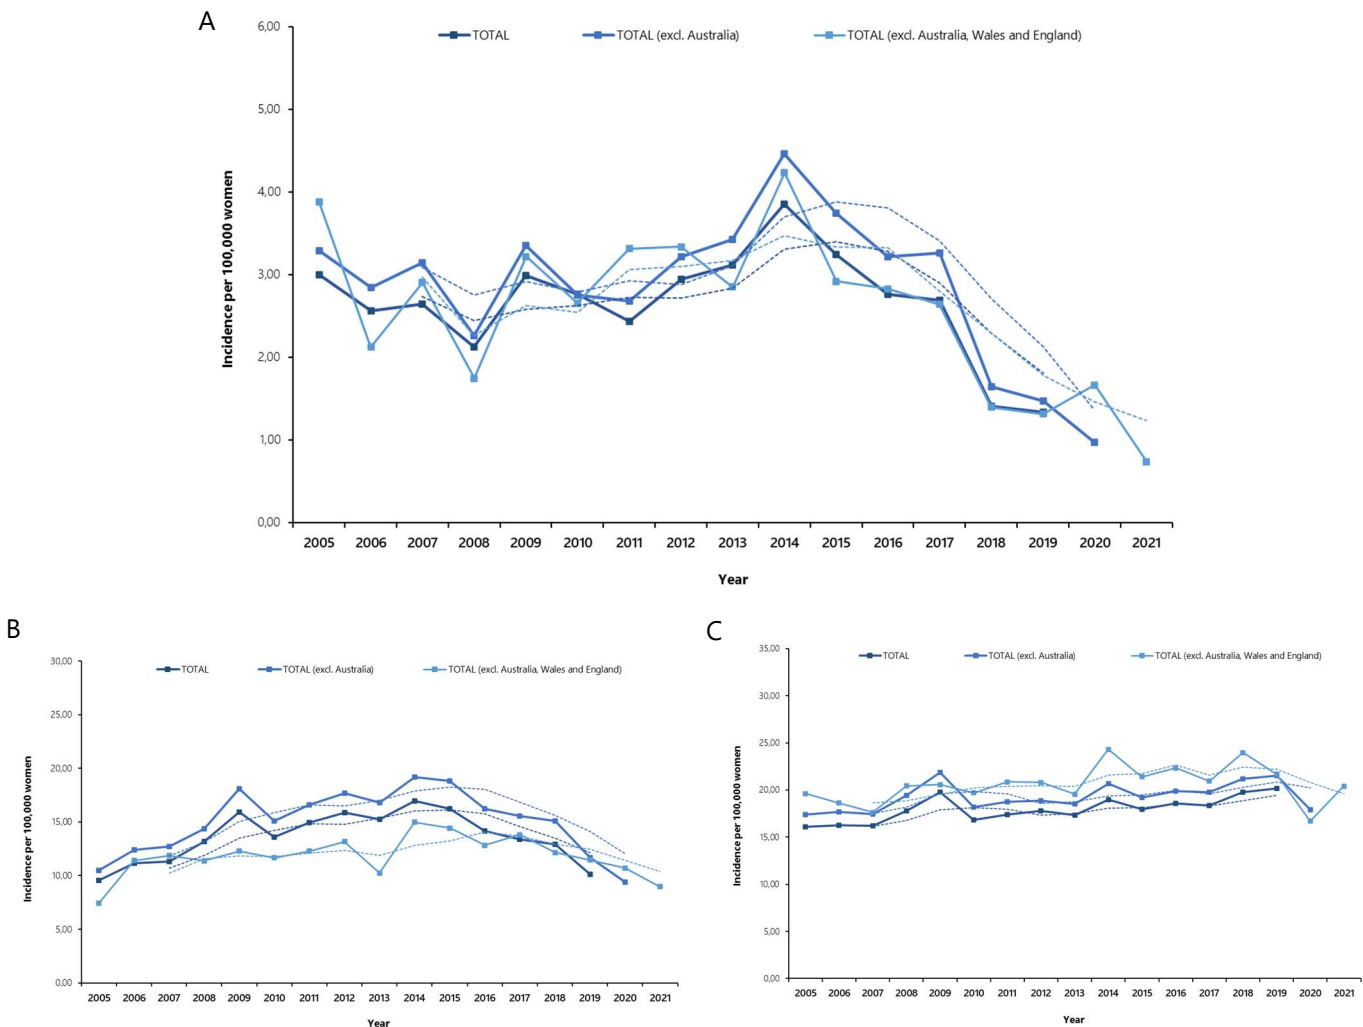 A
TOTAL TOTAL (excl. Australia) TOTAL (excl. Australia, Wales and England)
Incidence per 100,000 women
6,00
5,00
4,00
3,00
2,00
1,00
0,00
2005 2006 2007 2008 2009 2010 2011 2012 2013 2014 2015 2016 2017 2018 2019 2020 2021
Year
B
TOTAL TOTAL (excl. Australia) TOTAL (excl. Australia, Wales and England)
Incidence per 100,000 women
30,00
25,00
20,00
15,00
10,00
5,00
0,00
2005 2006 2007 2008 2009 2010 2011 2012 2013 2014 2015 2016 2017 2018 2019 2020 2021
Year
C
TOTAL TOTAL (excl. Australia) TOTAL (excl. Australia, Wales and England)
Incidence per 100,000 women
35,00
30,00
25,00
20,00
15,00
10,00
5,00
0,00
2005 2006 2007 2008 2009 2010 2011 2012 2013 2014 2015 2016 2017 2018 2019 2020 2021
Year